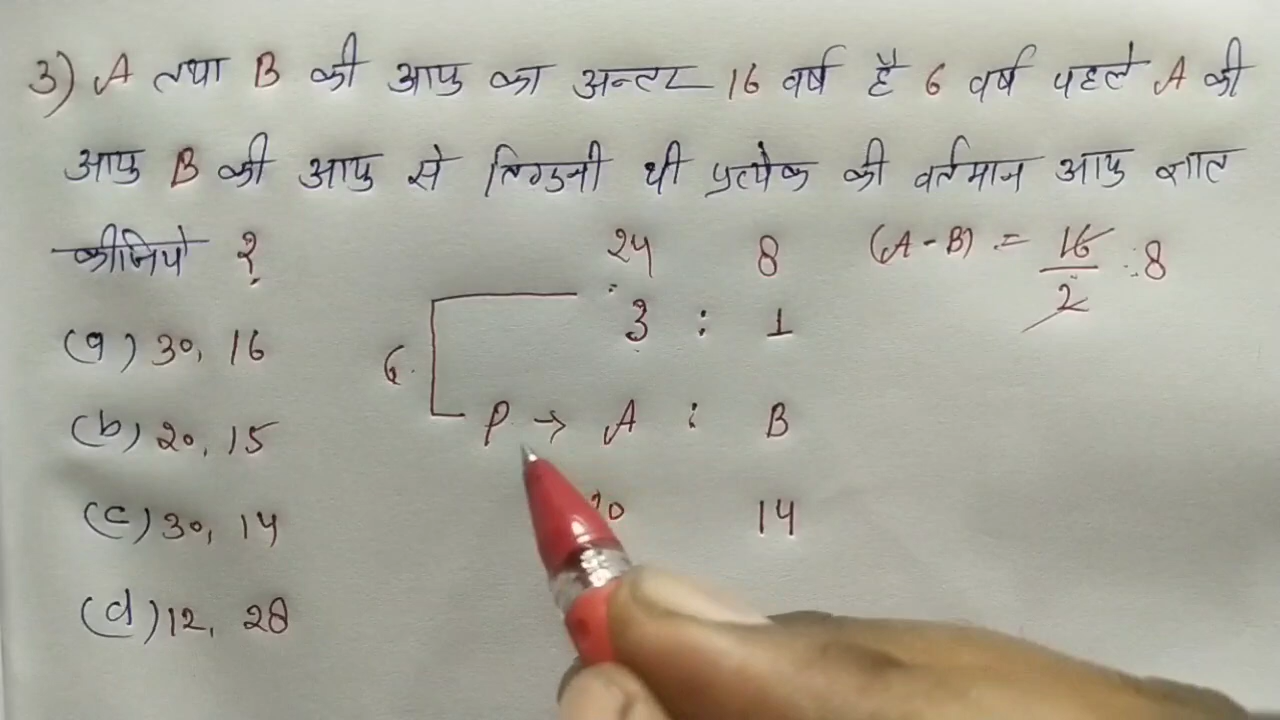 3) A तथा B की आयु का अन्तर 16 वर्ष है 6 वर्ष पहले A की
आयु B की आयु से तिगुनी थी प्रत्येक की वर्तमान आयु ज्ञात
कीजिये ?
24 8 (A - B) = 16/2 : 8
3 : 1
(a) 30, 16
6
(b) 20, 15
P → A : B
(c) 30, 14
14
(d) 12, 28